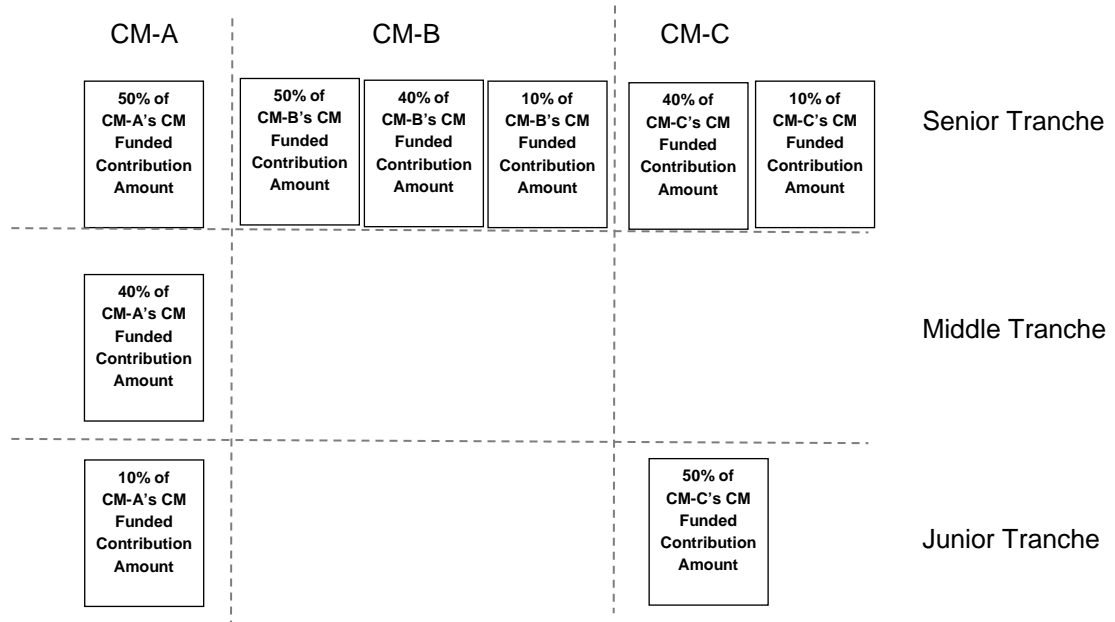 CM-A
CM-B
CM-C
50% of
CM-A's CM
Funded
Contribution
Amount
50% of
CM-B's CM
Funded
Contribution
Amount
40% of
CM-B's CM
Funded
Contribution
Amount
10% of
CM-B's CM
Funded
Contribution
Amount
40% of
CM-C's CM
Funded
Contribution
Amount
10% of
CM-C's CM
Funded
Contribution
Amount
Senior Tranche
40% of
CM-A's CM
Funded
Contribution
Amount
Middle Tranche
10% of
CM-A's CM
Funded
Contribution
Amount
50% of
CM-C's CM
Funded
Contribution
Amount
Junior Tranche